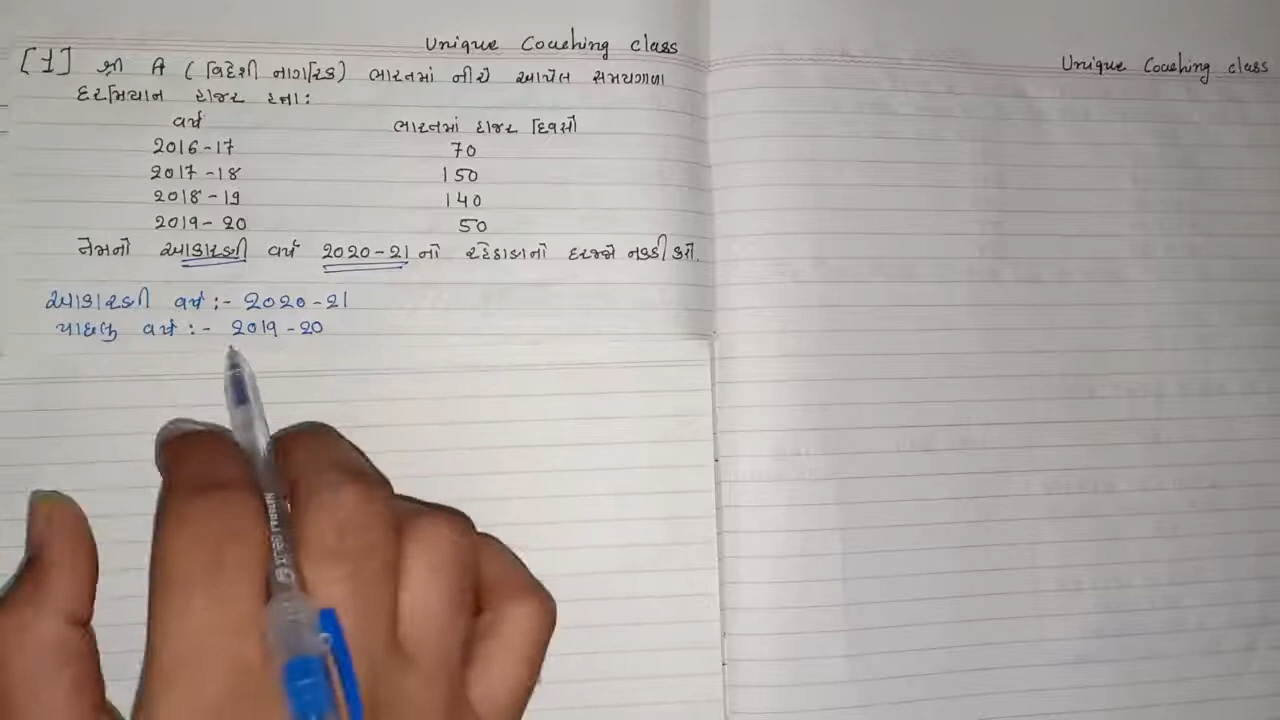 Unique Coaching Class
[1] શ્રી A (વિદેશી નાગરિક) ભારતમાં નીચે આપેલ સમયગાળા
દરમિયાન હાજર હતા:
વર્ષ ભારતમાં હાજર દિવસો
2016-17 70
2017-18 150
2018-19 140
2019-20 50
તેમનો આકારણી વર્ષ 2020-21 નો રહેઠાણનો દરજ્જો નક્કી કરો.
આકારણી વર્ષ :- 2020-21
પાછલુ વર્ષ :- 2019-20
Unique Coaching Class